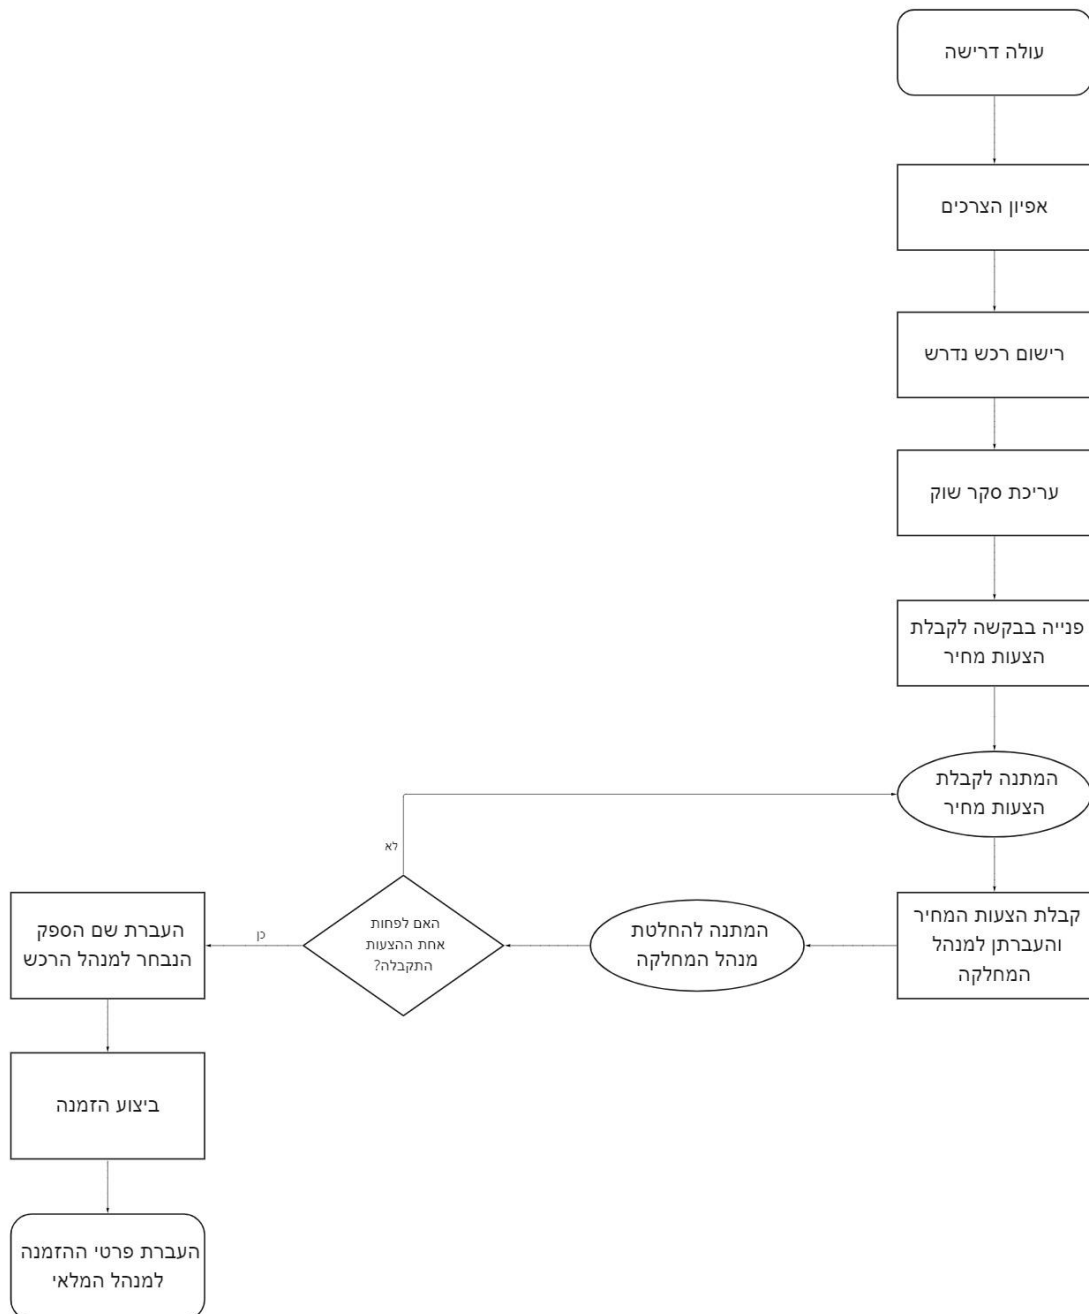 עולה דרישה
אפיון הצרכים
רישום רכש נדרש
עריכת סקר שוק
פנייה בבקשה לקבלת
הצעות מחיר
המתנה לקבלת
הצעות מחיר
קבלת הצעות המחיר
והעברתן למנהל
המחלקה
המתנה להחלטת
מנהל המחלקה
האם לפחות
אחת ההצעות
התקבלה?
לא
כן
העברת שם הספק
הנבחר למנהל הרכש
ביצוע הזמנה
העברת פרטי ההזמנה
למנהל המלאי